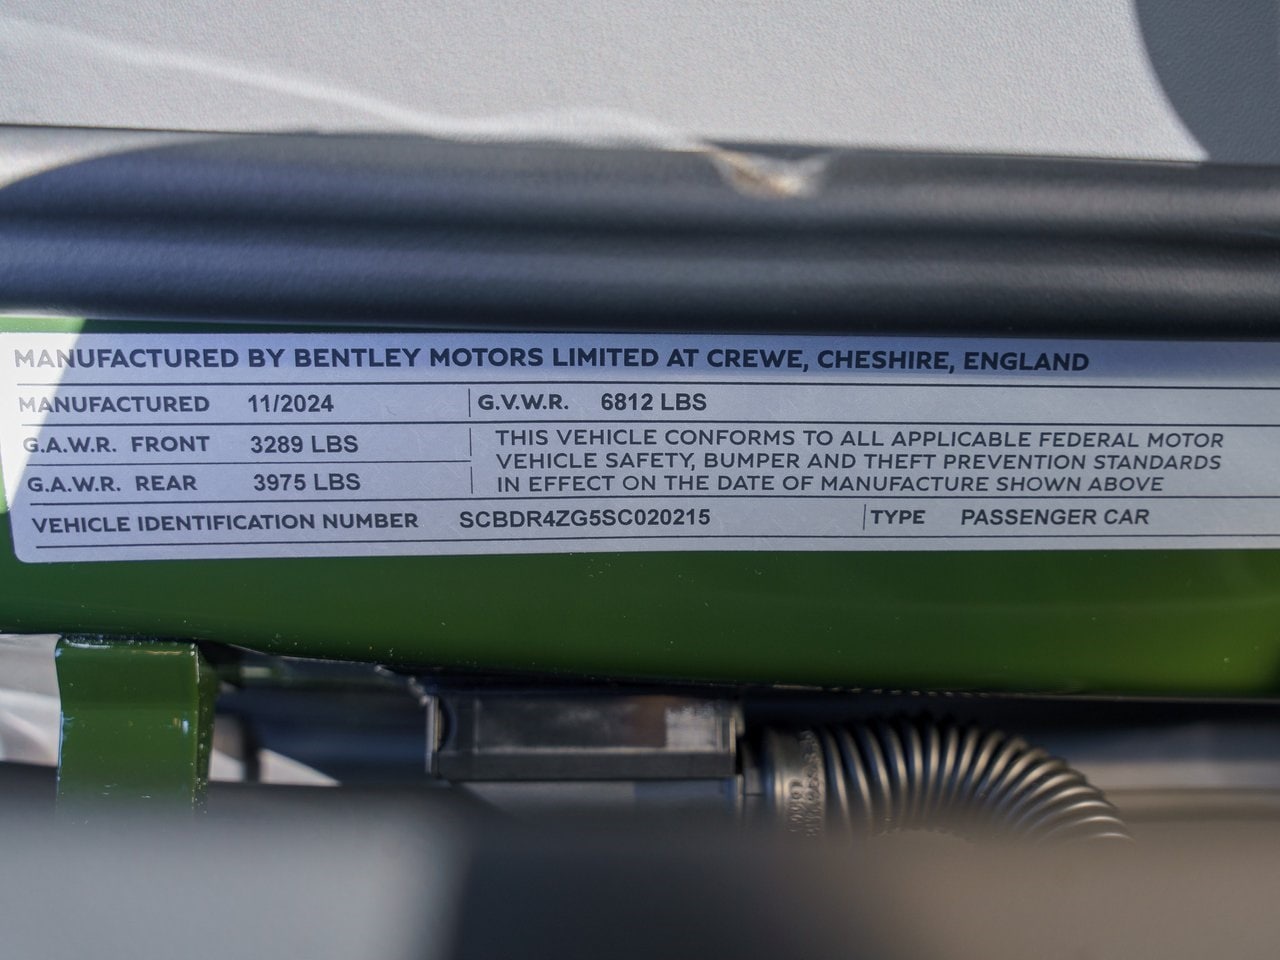 MANUFACTURED BY BENTLEY MOTORS LIMITED AT CREWE, CHESHIRE, ENGLAND
MANUFACTURED 11/2024 G.V.W.R. 6812 LBS
G.A.W.R. FRONT 3289 LBS
G.A.W.R. REAR 3975 LBS
THIS VEHICLE CONFORMS TO ALL APPLICABLE FEDERAL MOTOR
VEHICLE SAFETY, BUMPER AND THEFT PREVENTION STANDARDS
IN EFFECT ON THE DATE OF MANUFACTURE SHOWN ABOVE
VEHICLE IDENTIFICATION NUMBER SCBDR4ZG5SC020215 TYPE PASSENGER CAR